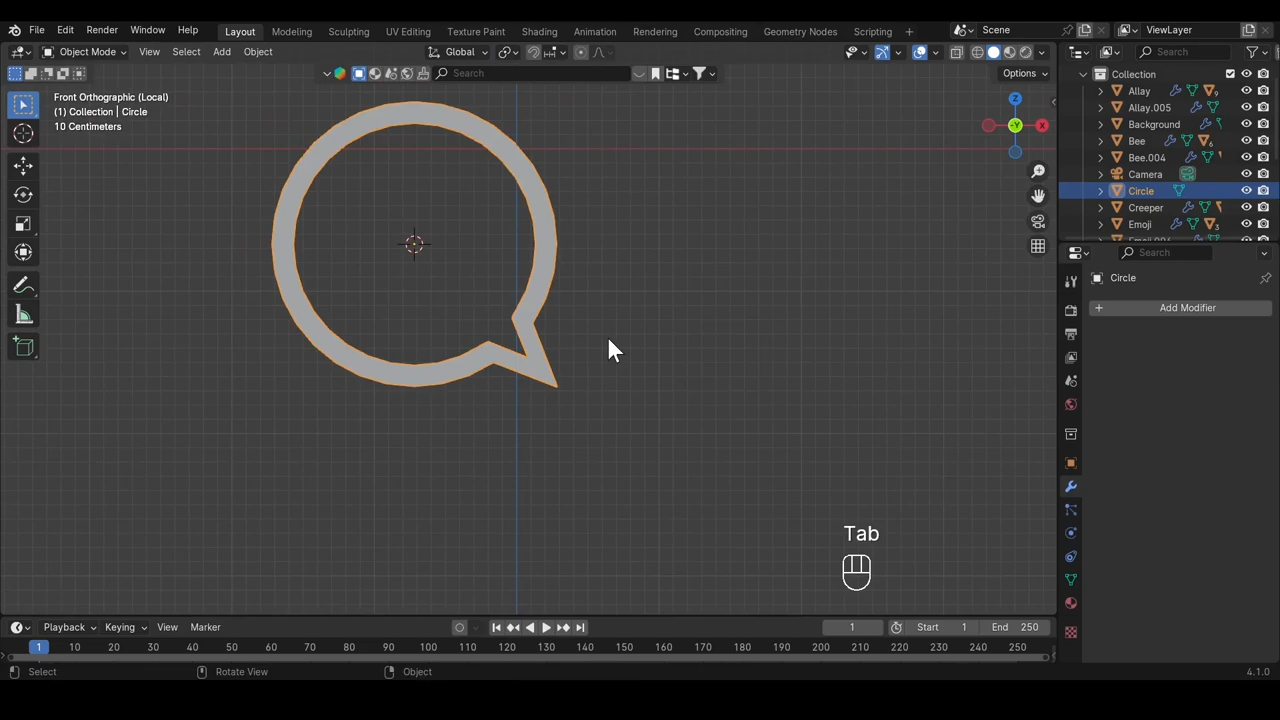 File Edit Render Window Help Layout Modeling Sculpting UV Editing Texture Paint Shading Animation Rendering Compositing Geometry Nodes Scripting + Scene ViewLayer
Object Mode View Select Add Object Global Search
Search Options
Front Orthographic (Local)
(1) Collection | Circle
10 Centimeters
Z
-Y
X
Collection
Allay
9
Allay.005
Background
Bee
6
Bee.004
Camera
Circle
Creeper
Emoji
3
Search
Circle
+ Add Modifier
Tab
Playback Keying View Marker 1 Start 1 End 250
1 10 20 30 40 50 60 70 80 90 100 110 120 130 140 150 160 170 180 190 200 210 220 230 240 250
Select Rotate View Object 4.1.0